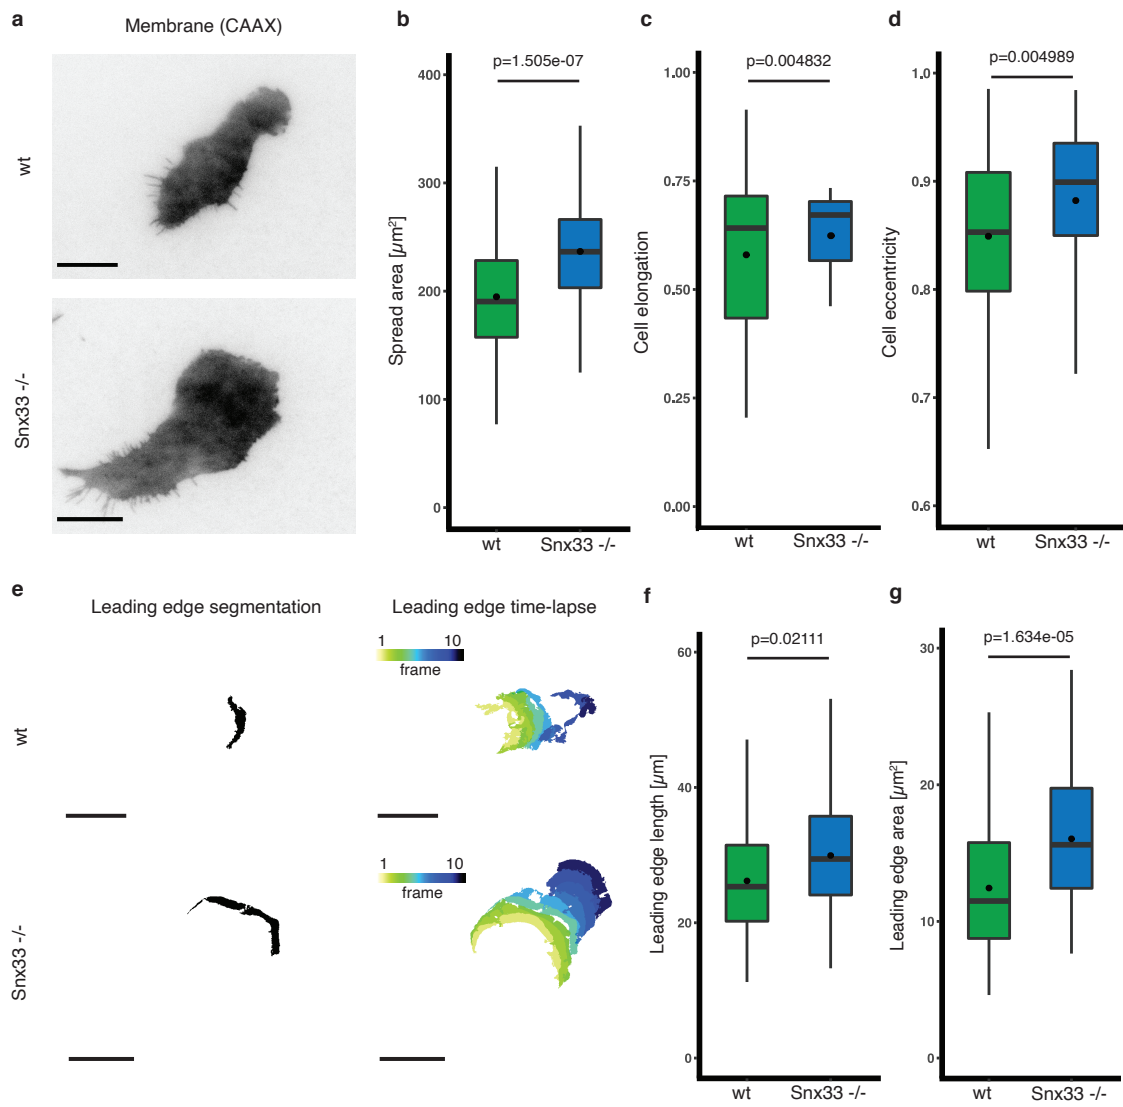 a
Membrane (CAAX)
wt
Snx33 -/-
b
p=1.505e-07
Spread area [µm²]
400
300
200
100
0
wt
Snx33 -/-
c
p=0.004832
Cell elongation
1.00
0.75
0.50
0.25
0.00
wt
Snx33 -/-
d
p=0.004989
Cell eccentricity
1.0
0.9
0.8
0.7
0.6
wt
Snx33 -/-
e
Leading edge segmentation
Leading edge time-lapse
wt
1 10
frame
Snx33 -/-
1 10
frame
f
p=0.02111
Leading edge length [µm]
60
40
20
0
wt
Snx33 -/-
g
p=1.634e-05
Leading edge area [µm²]
30
20
10
0
wt
Snx33 -/-